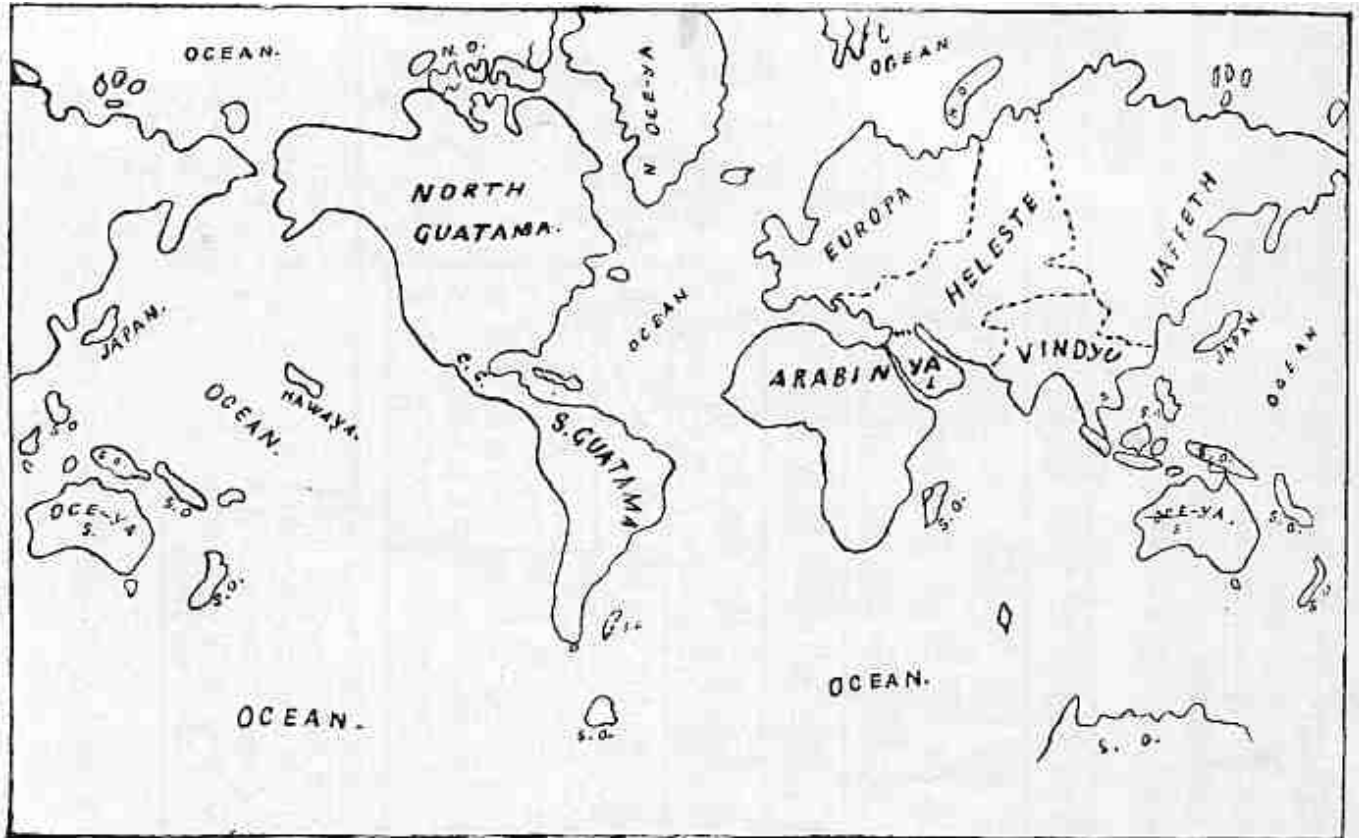 OCEAN.
N. O.
N OCE-YA
OCEAN
NORTH
GUATAMA.
EUROPA
HELESTE
JAFFETH
JAPAN.
HAWAYA.
OCEAN.
OCEAN
ARABIN YA
VINDYU
JAPAN
OCEAN
S. GUATAMA
S. O.
S. O.
S. O.
S. O.
S. O.
OCE-YA
S.
OCE-YA.
S. O.
S. O.
S. O.
S. O.
OCEAN.
OCEAN.
S. O.
S. O.